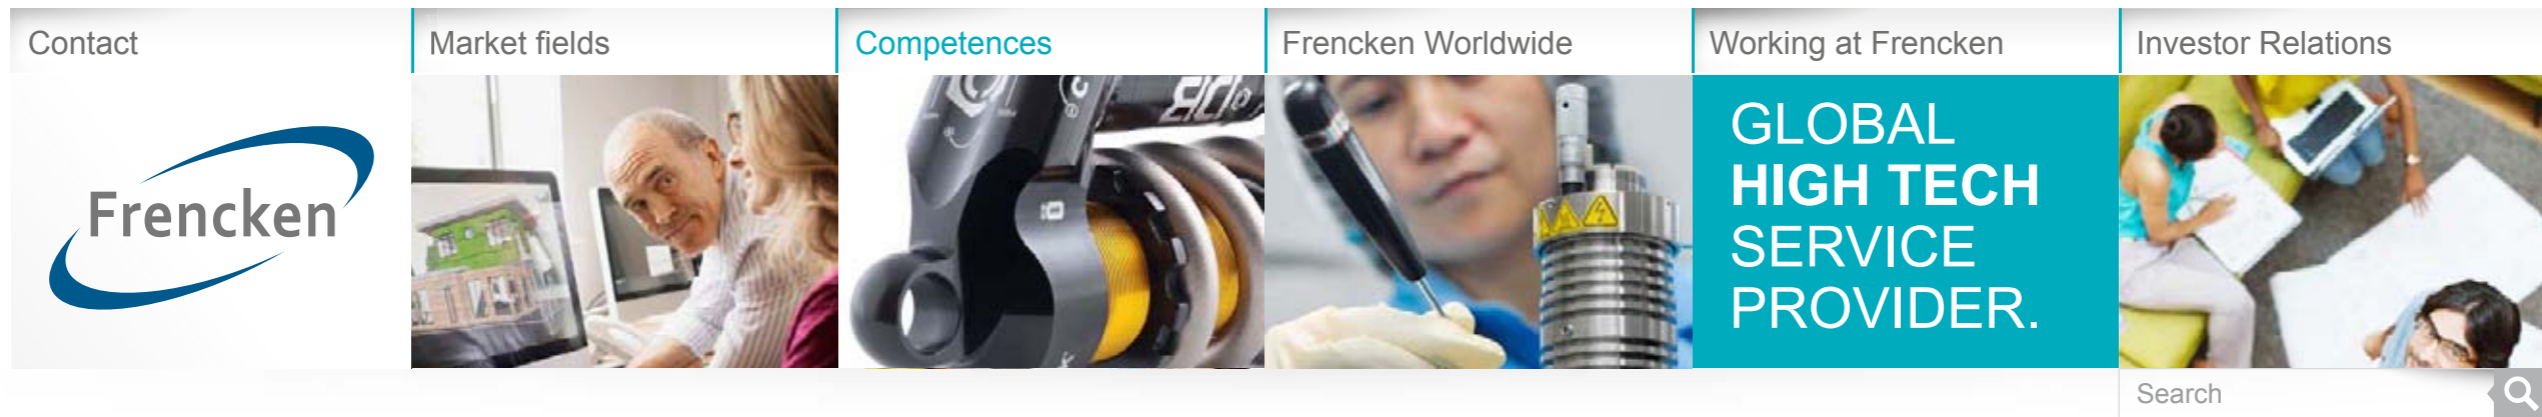 Contact
Market fields
Competences
Frencken Worldwide
Working at Frencken
Investor Relations
Frencken
GLOBAL
HIGH TECH
SERVICE
PROVIDER.
Search